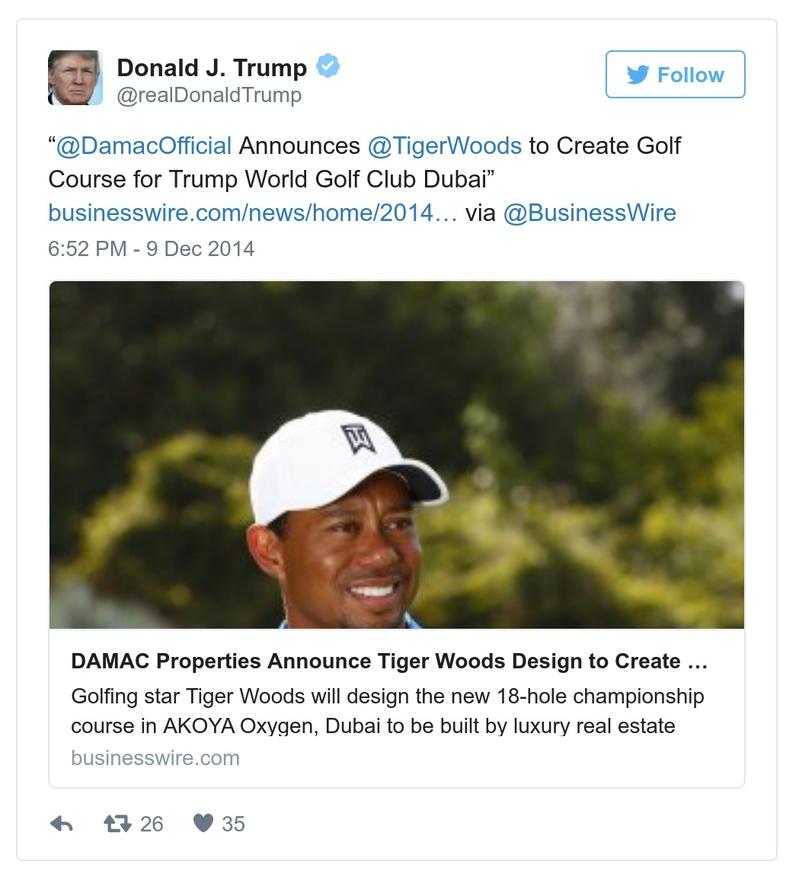 Donald J. Trump
@realDonaldTrump
Follow
“@DamacOfficial Announces @TigerWoods to Create Golf
Course for Trump World Golf Club Dubai”
businesswire.com/news/home/2014… via @BusinessWire
6:52 PM - 9 Dec 2014
TW
DAMAC Properties Announce Tiger Woods Design to Create …
Golfing star Tiger Woods will design the new 18-hole championship
course in AKOYA Oxygen, Dubai to be built by luxury real estate
businesswire.com
26 35